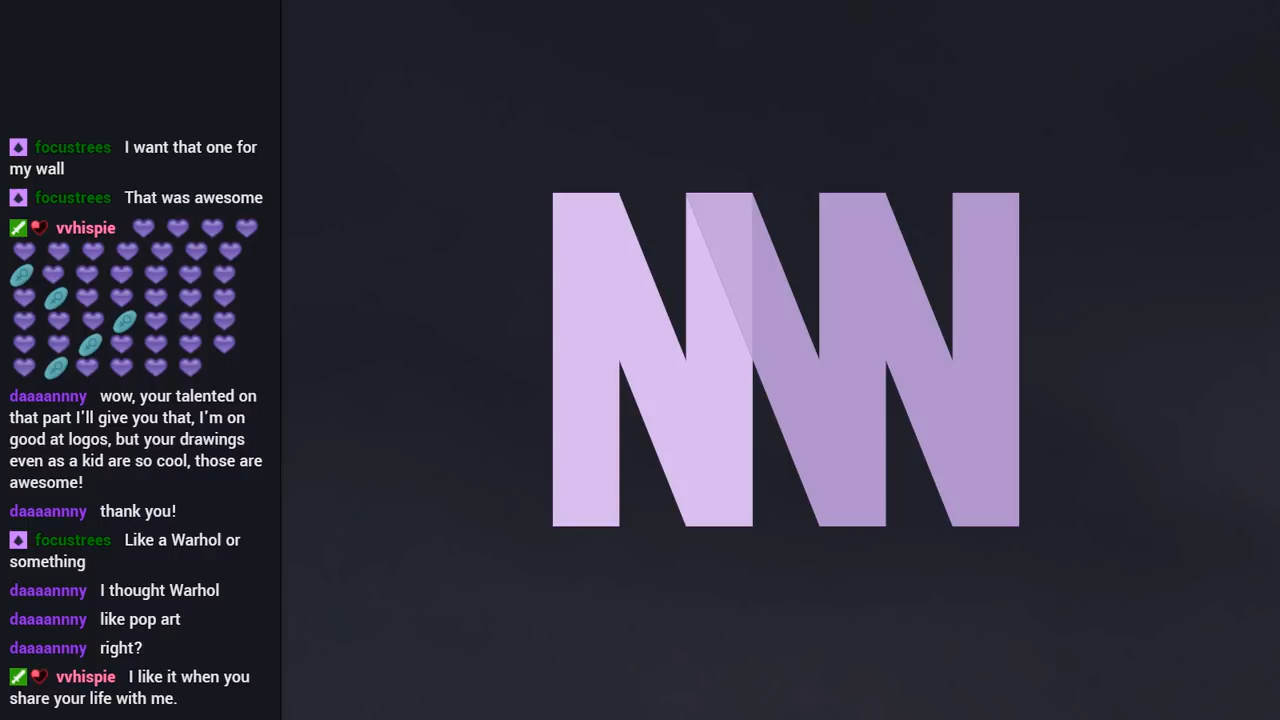 focustrees I want that one for
my wall
focustrees That was awesome
vvhispie
daaaannny wow, your talented on
that part I'll give you that, I'm on
good at logos, but your drawings
even as a kid are so cool, those are
awesome!
daaaannny thank you!
focustrees Like a Warhol or
something
daaaannny I thought Warhol
daaaannny like pop art
daaaannny right?
vvhispie I like it when you
share your life with me.
NNN